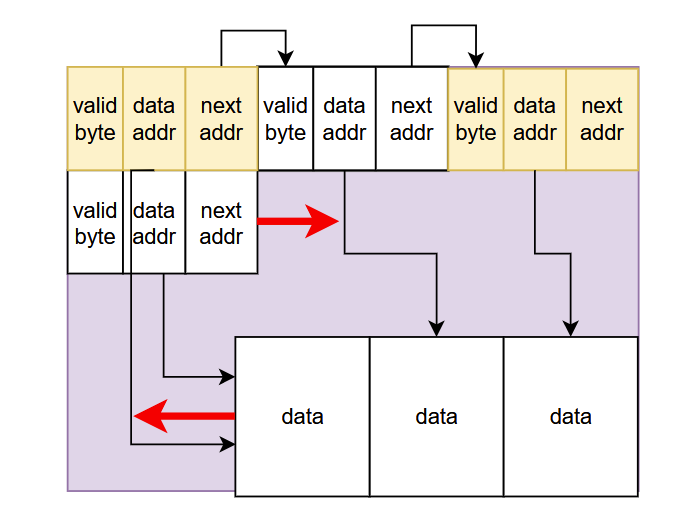 valid data next valid data next valid data next
byte addr addr byte addr addr byte addr addr
valid data next
byte addr addr
data data data